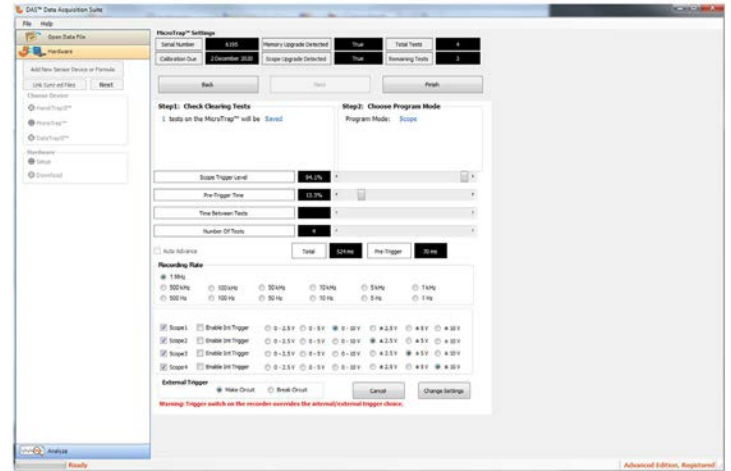 DAS™ Data Acquisition Suite
File Help
Open Data File
Hardware
Add New Sensor Device or Formula
Link Curr ed Files Reset
Choose Device
HandiTrapII™
MicroTrap™
DataTrapII™
Hardware
Setup
Download
MicroTrap™ Settings
Serial Number 6195 Memory Upgrade Detected True Total Tests 4
Calibration Due 2 December 2020 Scope Upgrade Detected True Remaining Tests 3
Back Next Finish
Step1: Check Clearing Tests
1 tests on the MicroTrap™ will be Saved
Step2: Choose Program Mode
Program Mode: Scope
Scope Trigger Level 94.1%
Pre-Trigger Time 13.3%
Time Between Tests
Number Of Tests 4
Auto Advance Total 524 ms Pre-Trigger 70 ms
Recording Rate
1 MHz
500 kHz 100 kHz 50 kHz 10 kHz 5 kHz 1 kHz
500 Hz 100 Hz 50 Hz 10 Hz 5 Hz 1 Hz
Scope1 Enable Int Trigger 0 - 2.5 V 0 - 5 V 0 - 10 V ± 2.5 V ± 5 V ± 10 V
Scope2 Enable Int Trigger 0 - 2.5 V 0 - 5 V 0 - 10 V ± 2.5 V ± 5 V ± 10 V
Scope3 Enable Int Trigger 0 - 2.5 V 0 - 5 V 0 - 10 V ± 2.5 V ± 5 V ± 10 V
Scope4 Enable Int Trigger 0 - 2.5 V 0 - 5 V 0 - 10 V ± 2.5 V ± 5 V ± 10 V
External Trigger
Make Circuit Break Circuit Cancel Change Settings
Warning: Trigger switch on the recorder overrides the internal/external trigger choice.
Analyze
Ready
Advanced Edition, Registered